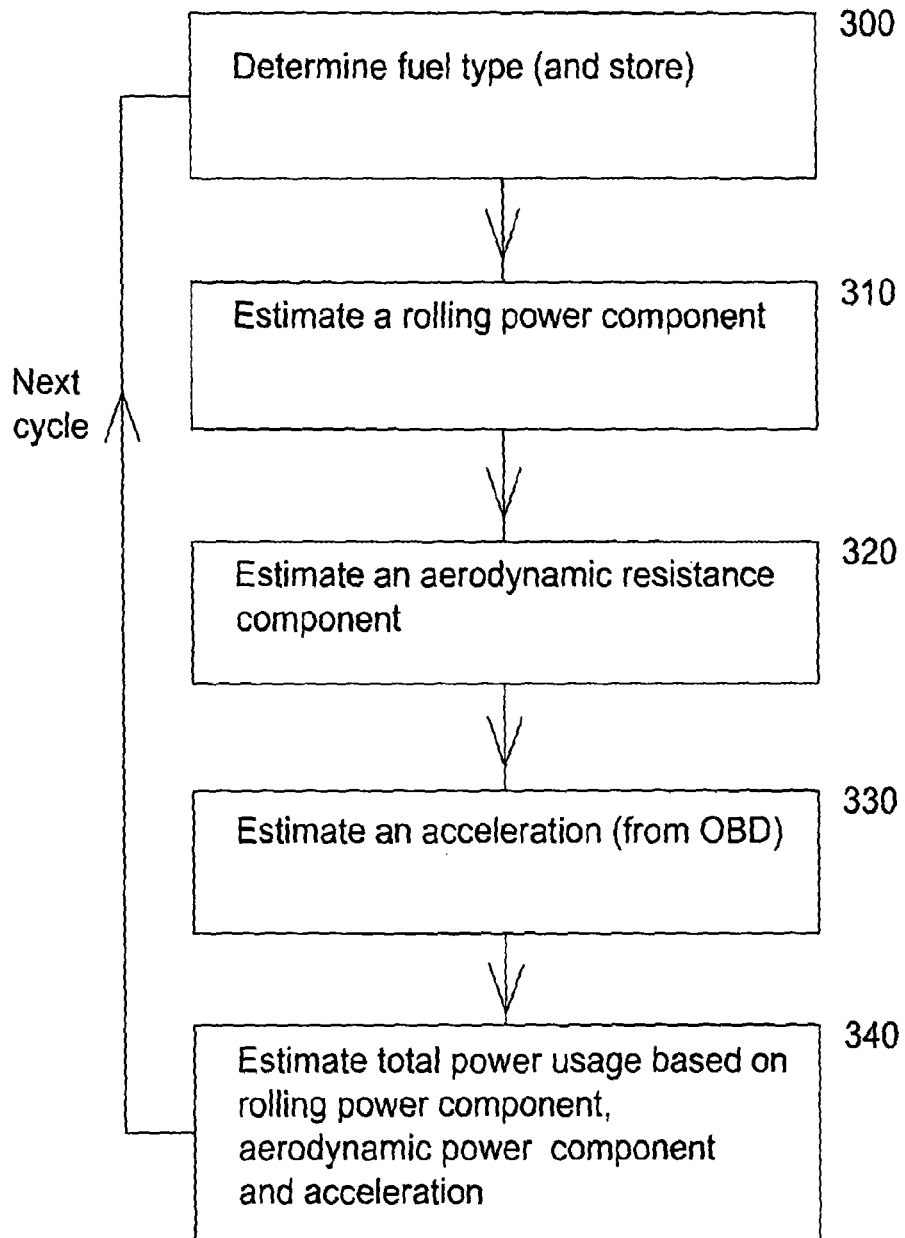 300
Determine fuel type (and store)
310
Estimate a rolling power component
Next
cycle
320
Estimate an aerodynamic resistance
component
330
Estimate an acceleration (from OBD)
340
Estimate total power usage based on
rolling power component,
aerodynamic power component
and acceleration